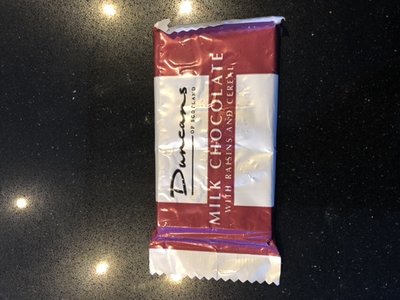 Duncans
OF SCOTLAND
MILK CHOCOLATE
WITH RAISINS AND CEREAL